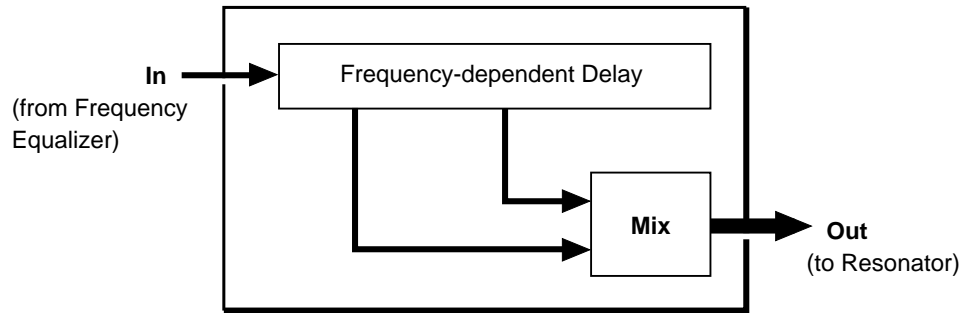 Frequency-dependent Delay
In
(from Frequency
Equalizer)
Mix
Out
(to Resonator)